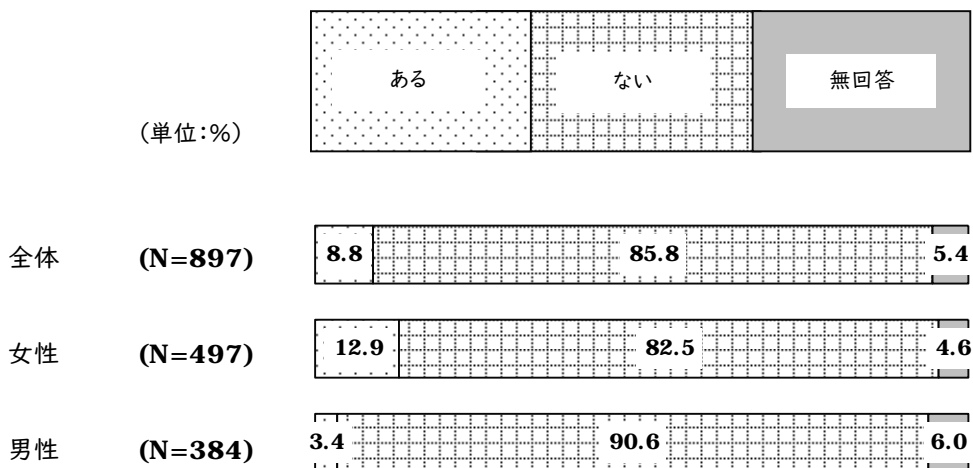 ある ない 無回答
(単位:%)
全体 (N=897) 8.8 85.8 5.4
女性 (N=497) 12.9 82.5 4.6
男性 (N=384) 3.4 90.6 6.0